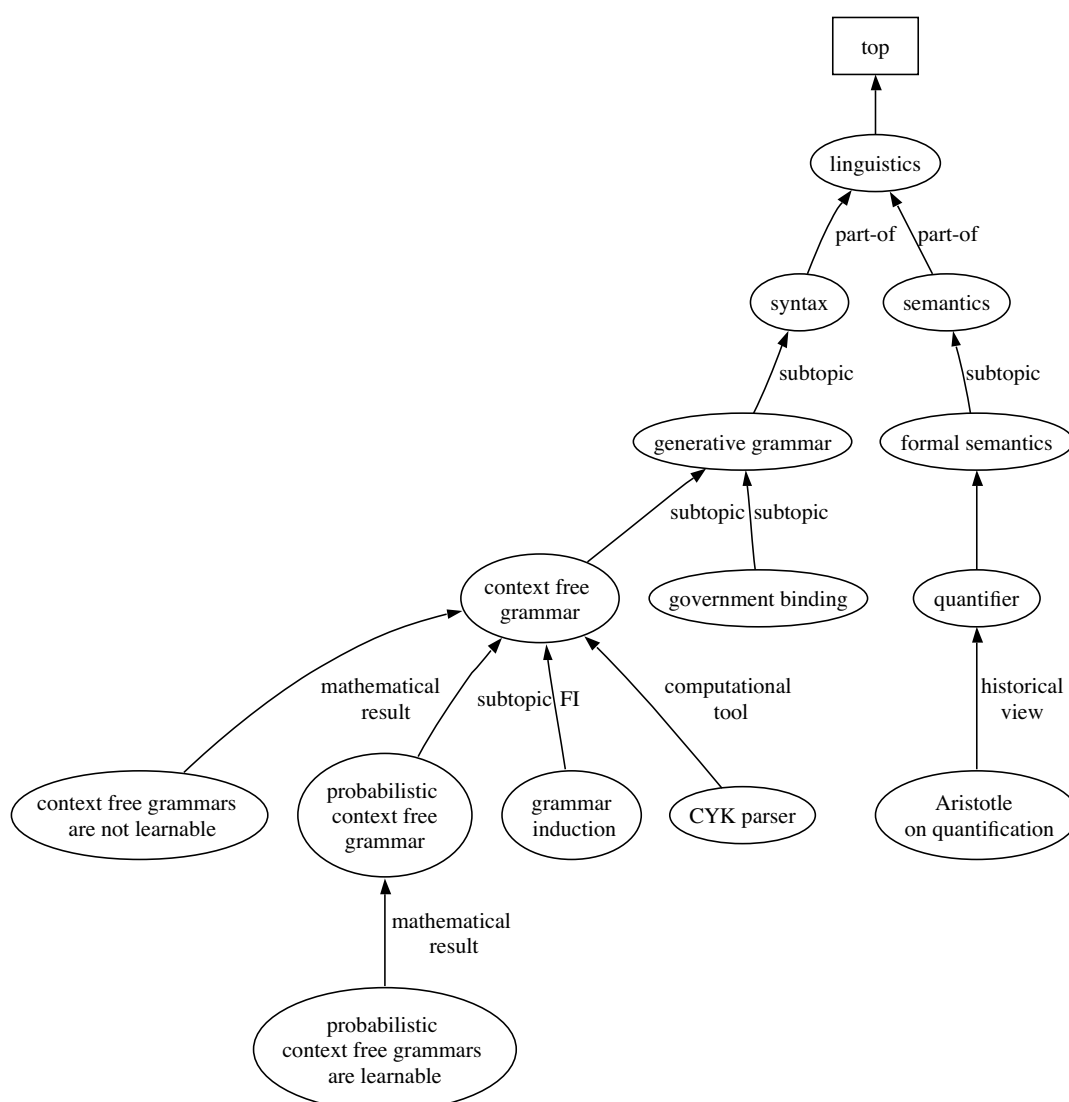 top
linguistics
part-of
part-of
syntax
semantics
subtopic
subtopic
generative grammar
formal semantics
subtopic
subtopic
context free
grammar
government binding
quantifier
mathematical
result
subtopic
FI
computational
tool
historical
view
context free grammars
are not learnable
probabilistic
context free
grammar
grammar
induction
CYK parser
Aristotle
on quantification
mathematical
result
probabilistic
context free grammars
are learnable